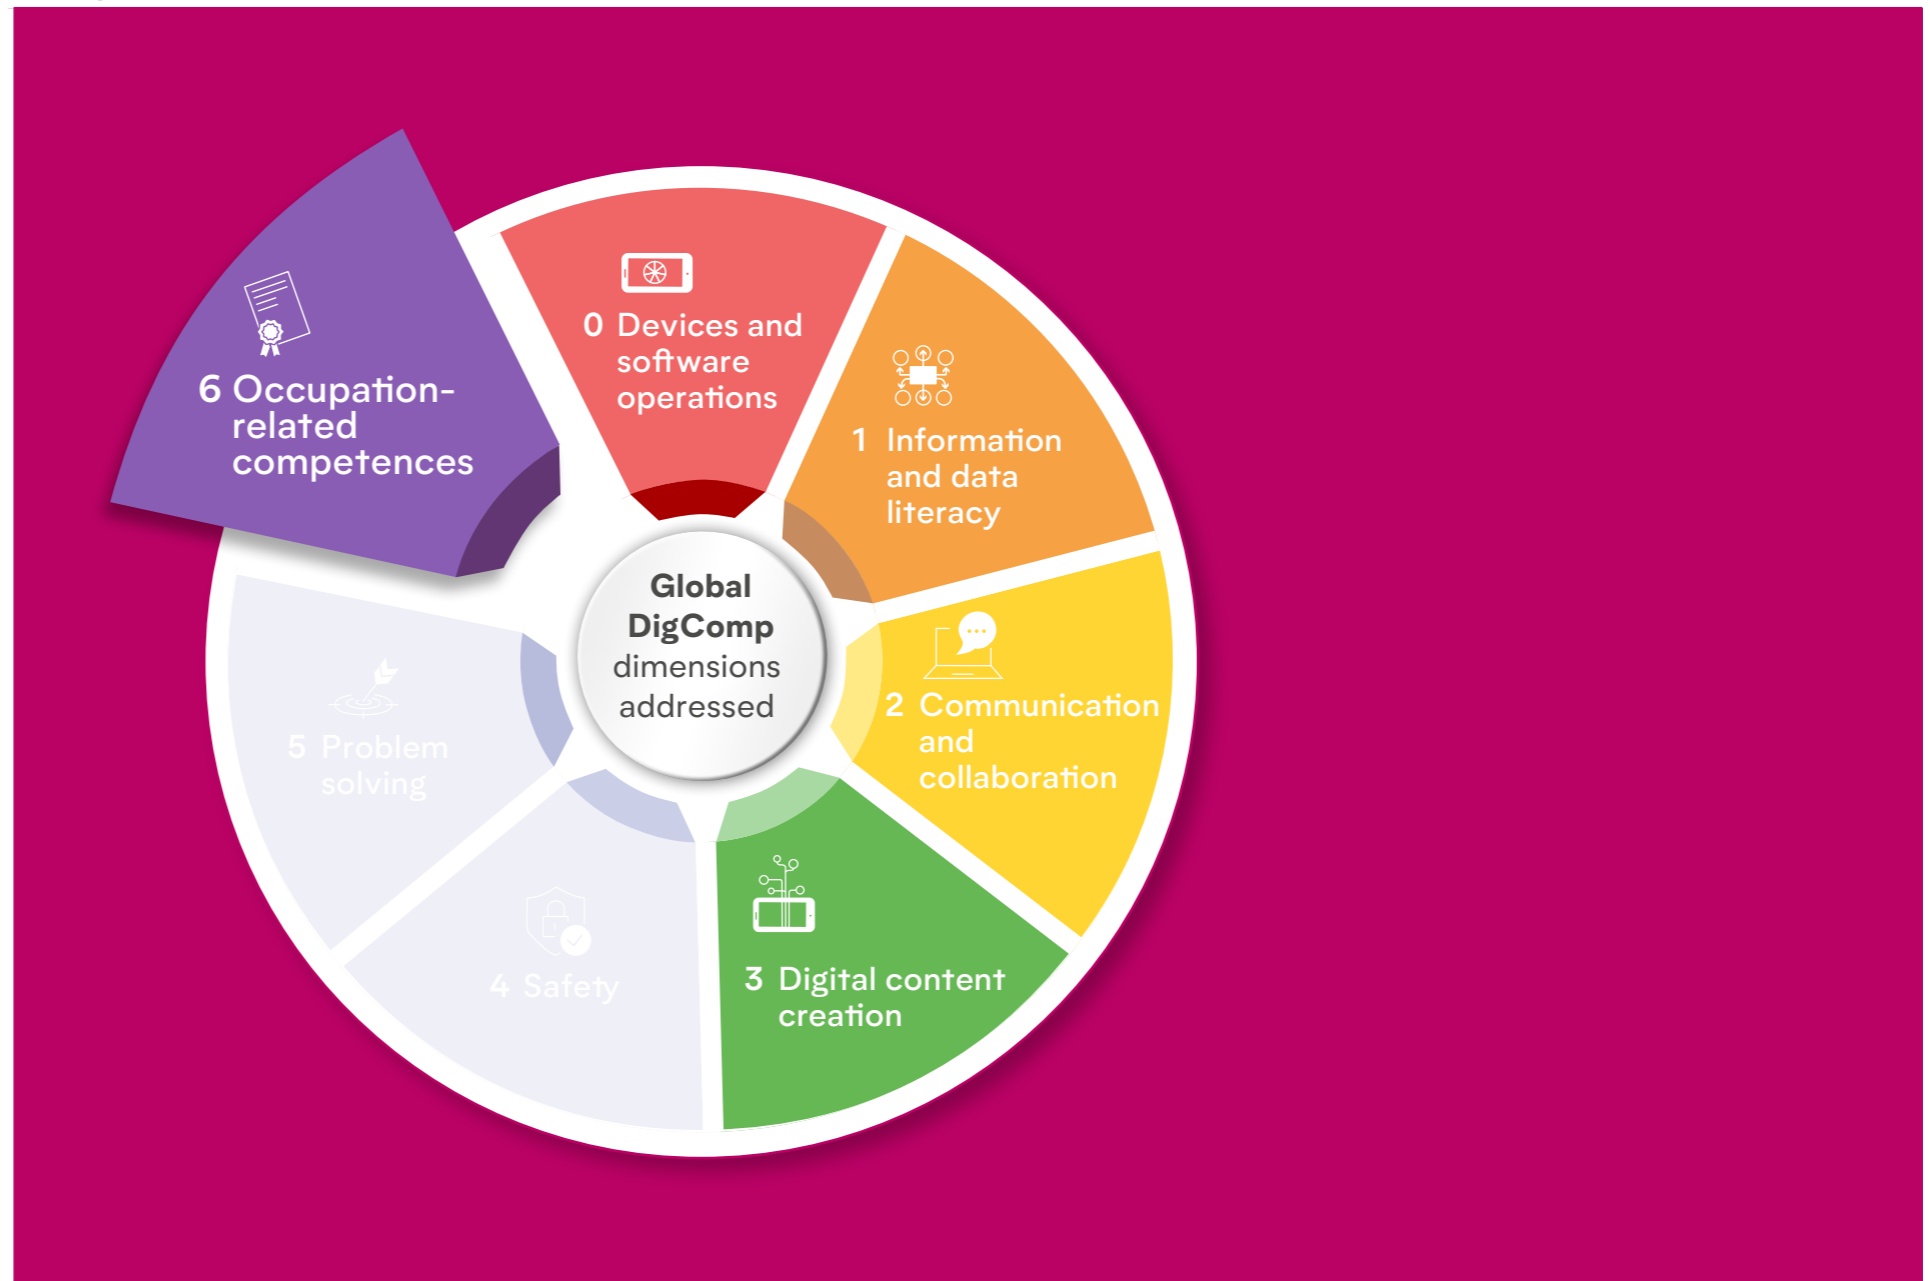 Global
DigComp
dimensions
addressed
0 Devices and
software
operations
1 Information
and data
literacy
2 Communication
and
collaboration
3 Digital content
creation
4 Safety
5 Problem
solving
6 Occupation-
related
competences